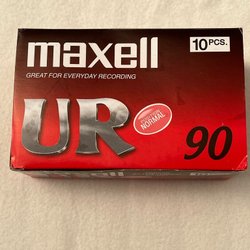 maxell
10 PCS.
GREAT FOR EVERYDAY RECORDING
UR
NORMAL
90